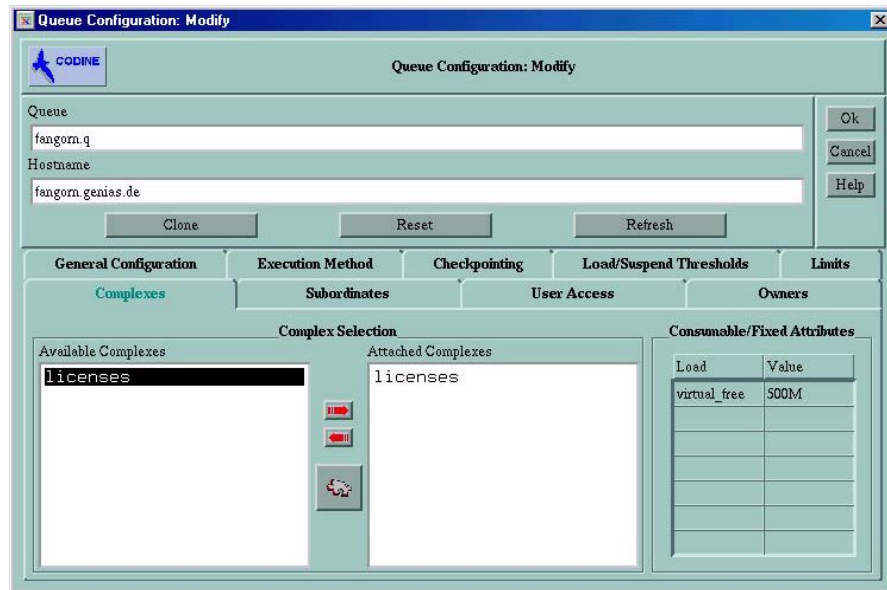 Queue Configuration: Modify
CODINE
Queue Configuration: Modify
Queue
fangorn.q
Hostname
fangorn.genias.de
Ok
Cancel
Help
Clone Reset Refresh
General Configuration Execution Method Checkpointing Load/Suspend Thresholds Limits
Complexes Subordinates User Access Owners
Complex Selection
Available Complexes Attached Complexes
licenses licenses
Consumable/Fixed Attributes
Load Value
virtual_free 500M